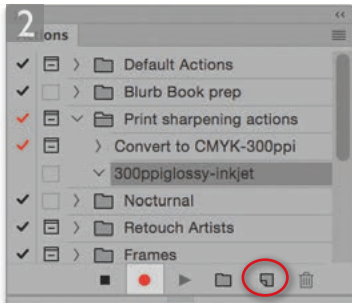 2
ions
Default Actions
Blurb Book prep
Print sharpening actions
Convert to CMYK-300ppi
300ppiglossy-inkjet
Nocturnal
Retouch Artists
Frames